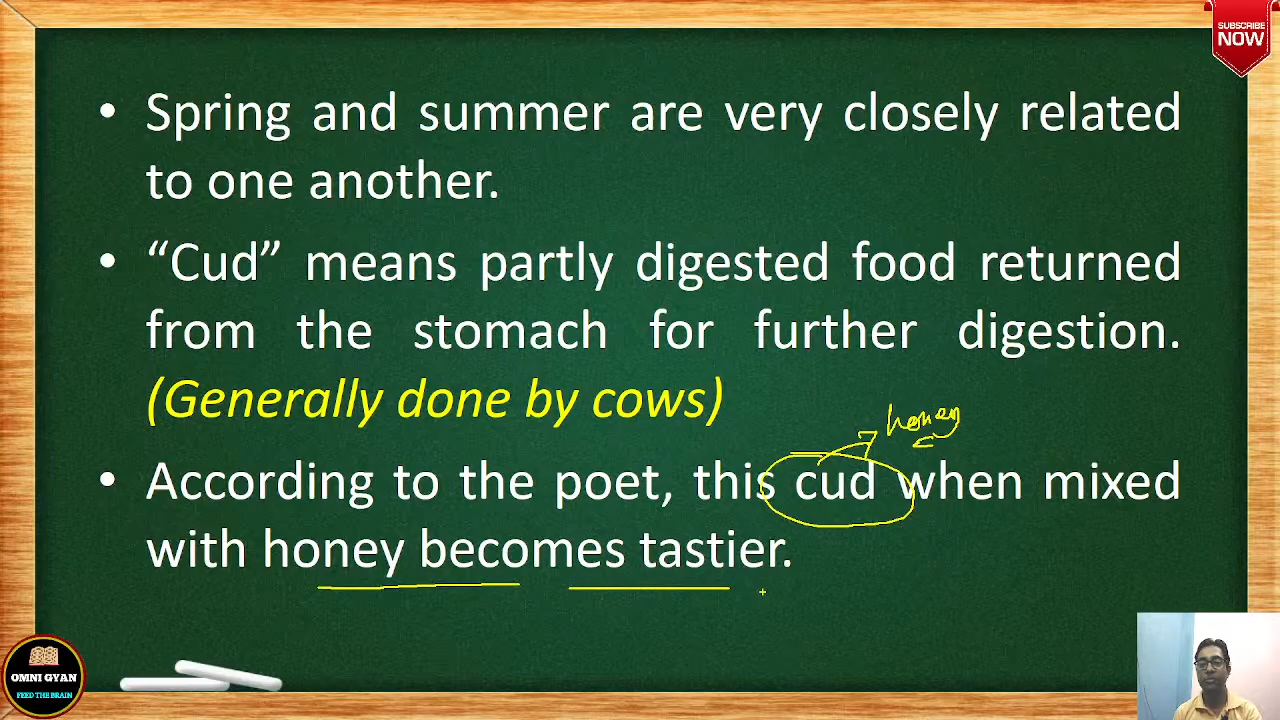 SUBSCRIBE
NOW
• Spring and summer are very closely related
to one another.
• “Cud” means partly digested food returned
from the stomach for further digestion.
(Generally done by cows)
honey
• According to the poet, this cud when mixed
with honey becomes tastier.
OMNI GYAN
FEED THE BRAIN